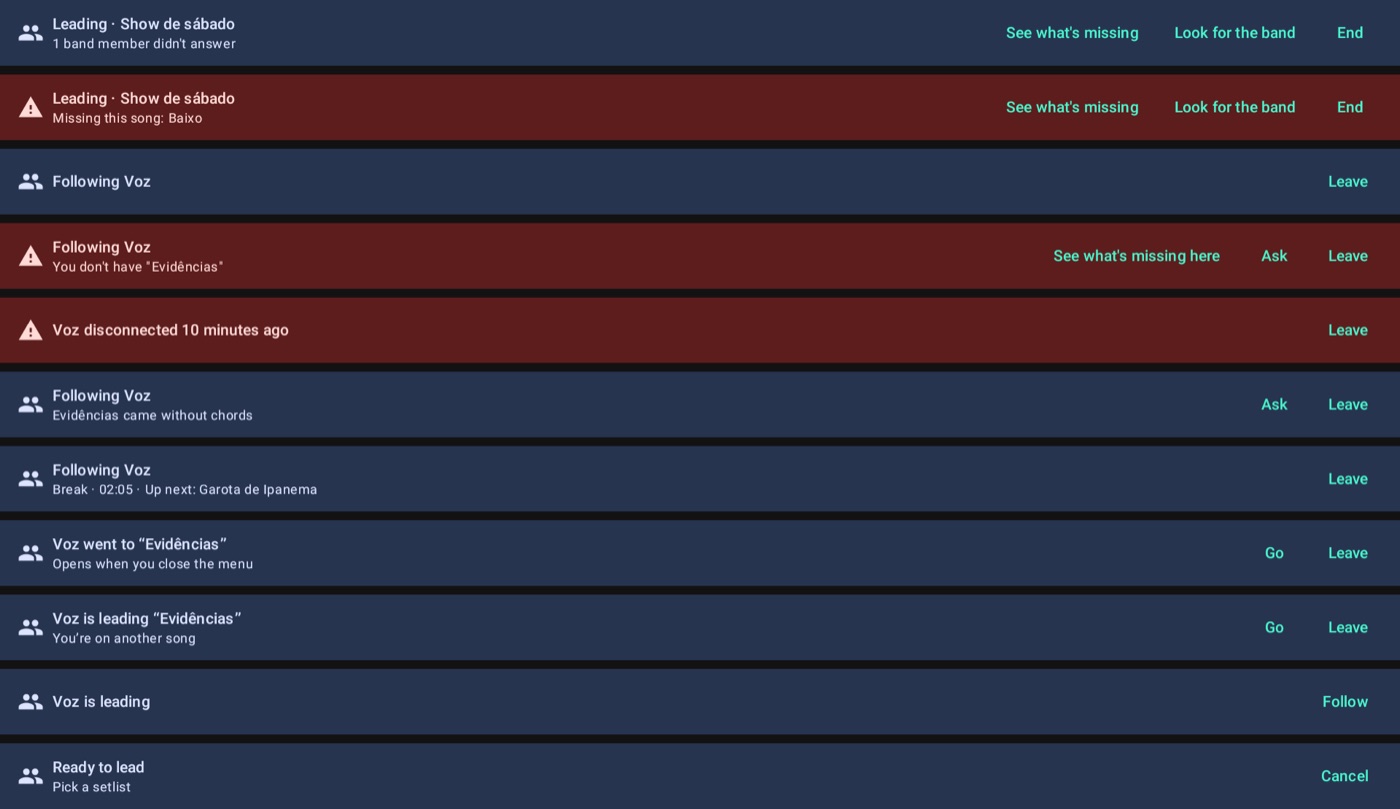 Leading · Show de sábado
1 band member didn't answer
See what's missing
Look for the band
End
Leading · Show de sábado
Missing this song: Baixo
See what's missing
Look for the band
End
Following Voz
Leave
Following Voz
You don't have "Evidências"
See what's missing here
Ask
Leave
Voz disconnected 10 minutes ago
Leave
Following Voz
Evidências came without chords
Ask
Leave
Following Voz
Break · 02:05 · Up next: Garota de Ipanema
Leave
Voz went to “Evidências”
Opens when you close the menu
Go
Leave
Voz is leading “Evidências”
You’re on another song
Go
Leave
Voz is leading
Follow
Ready to lead
Pick a setlist
Cancel